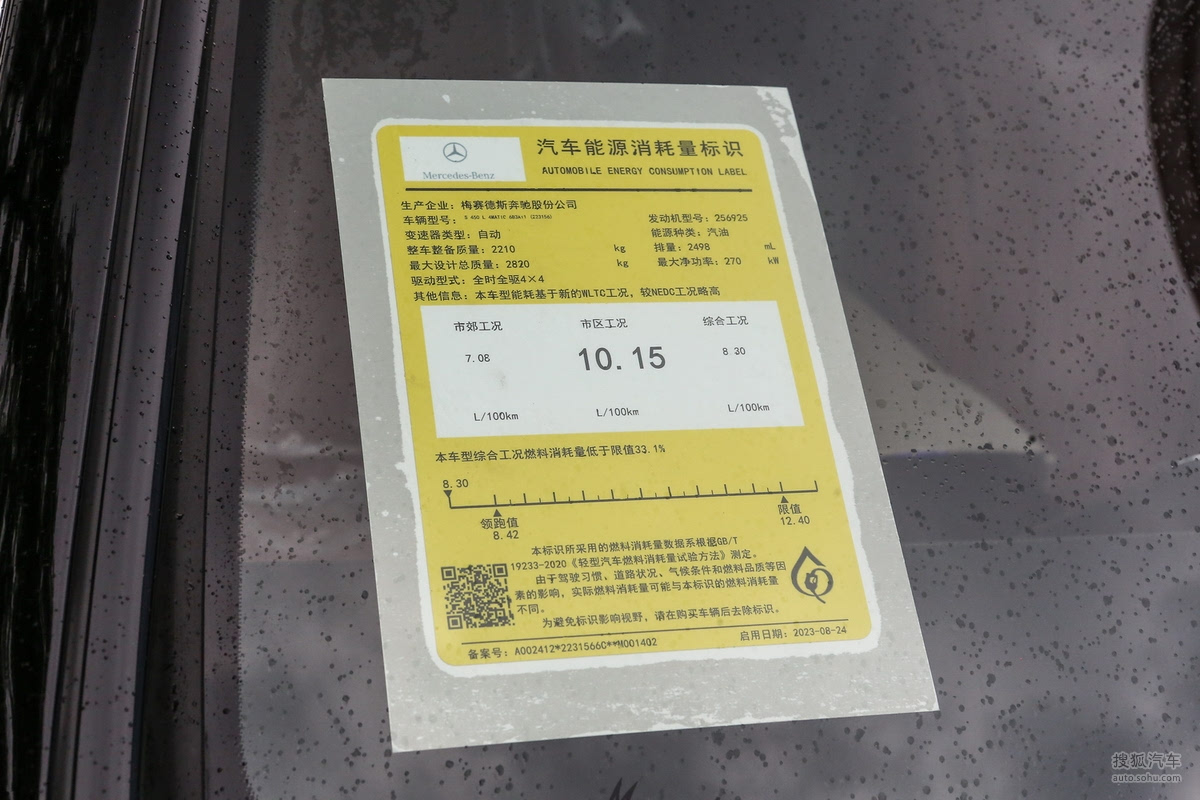 Mercedes-Benz
汽车能源消耗量标识
AUTOMOBILE ENERGY CONSUMPTION LABEL
生产企业：梅赛德斯奔驰股份公司
车辆型号：
发动机型号：256925
变速器类型：自动
能源种类：汽油
整车整备质量：2210 kg
排量：2498 mL
最大设计总质量：2820 kg
最大净功率：270 kW
驱动型式：全时全驱4×4
其他信息：本车型能耗基于新的WLTC工况，较NEDC工况略高
市郊工况 市区工况 综合工况
7.08 10.15 8.30
L/100km L/100km L/100km
本车型综合工况燃料消耗量低于限值33.1%
8.30
领跑值 限值
8.42 12.40
本标识所采用的燃料消耗量数据系根据GB/T
19233-2020《轻型汽车燃料消耗量试验方法》测定。
由于驾驶习惯、道路状况、气候条件和燃料品质等因
素的影响，实际燃料消耗量可能与本标识的燃料消耗量
不同。
为避免标识影响视野，请在购买车辆后去除标识。
备案号：A002412*2231566C**M001402 启用日期：2023-08-24
搜狐汽车
auto.sohu.com